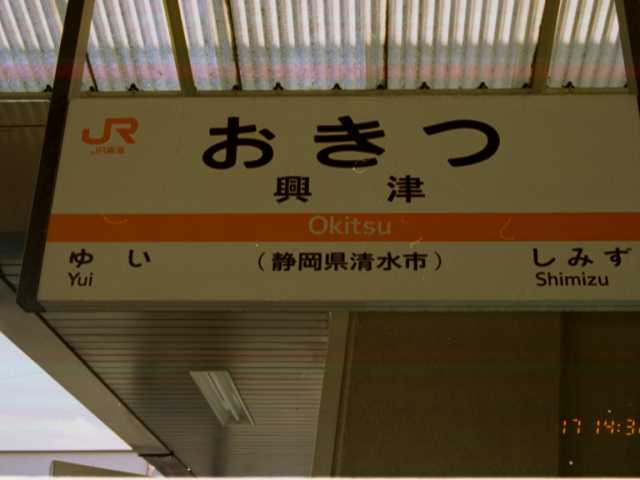 JR
JR東海
おきつ
興津
Okitsu
ゆい
Yui
(静岡県清水市)
しみず
Shimizu
17 14:3